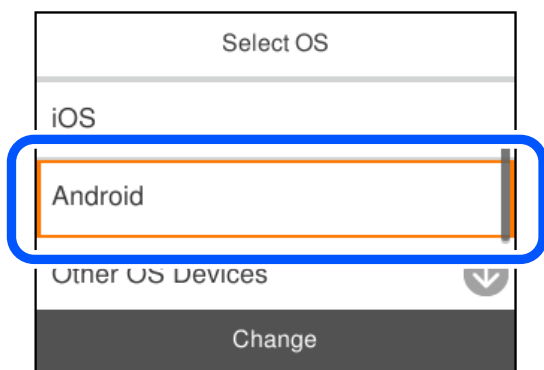 Select OS
iOS
Android
Other OS Devices
Change